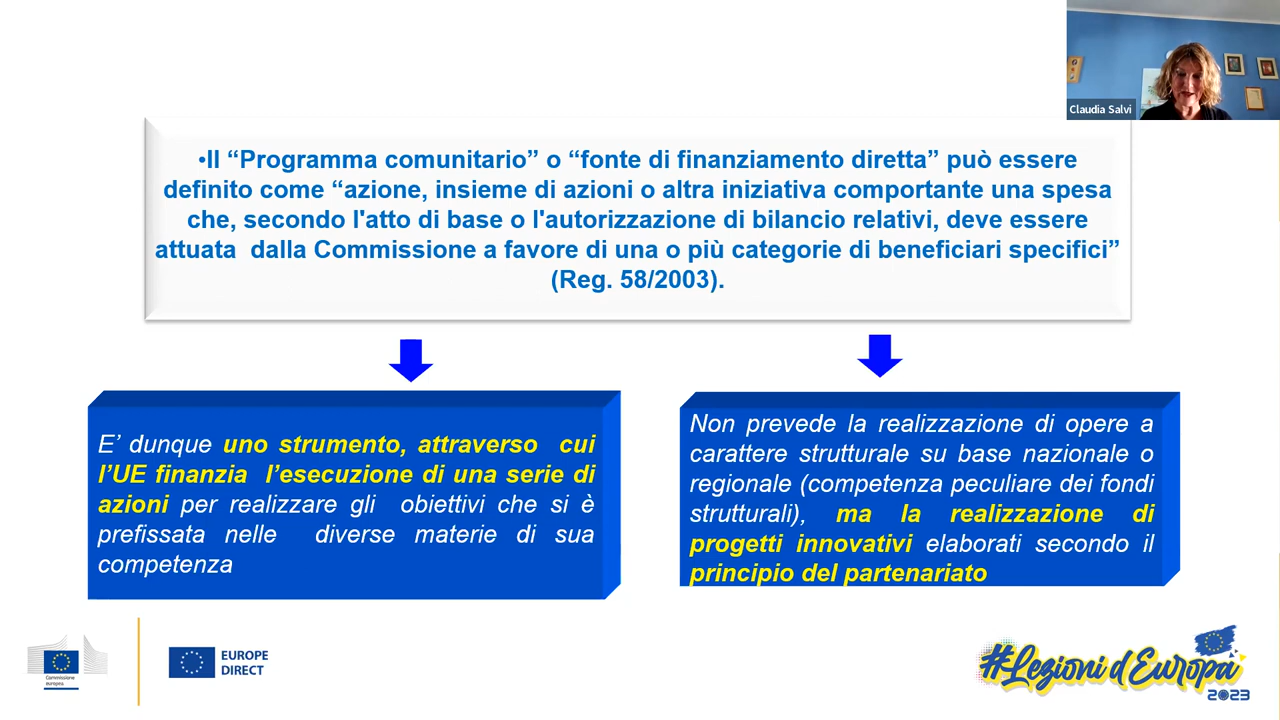 Claudia Salvi
•Il “Programma comunitario” o “fonte di finanziamento diretta” può essere
definito come “azione, insieme di azioni o altra iniziativa comportante una spesa
che, secondo l'atto di base o l'autorizzazione di bilancio relativi, deve essere
attuata  dalla Commissione a favore di una o più categorie di beneficiari specifici”
(Reg. 58/2003).
E’ dunque uno strumento, attraverso  cui
l’UE finanzia  l’esecuzione di una serie di
azioni per realizzare gli  obiettivi che si è
prefissata nelle  diverse materie di sua
competenza
Non prevede la realizzazione di opere a
carattere strutturale su base nazionale o
regionale (competenza peculiare dei fondi
strutturali), ma la realizzazione di
progetti innovativi elaborati secondo il
principio del partenariato
Commissione
europea
EUROPE
DIRECT
#Lezioni d'Europa
2023